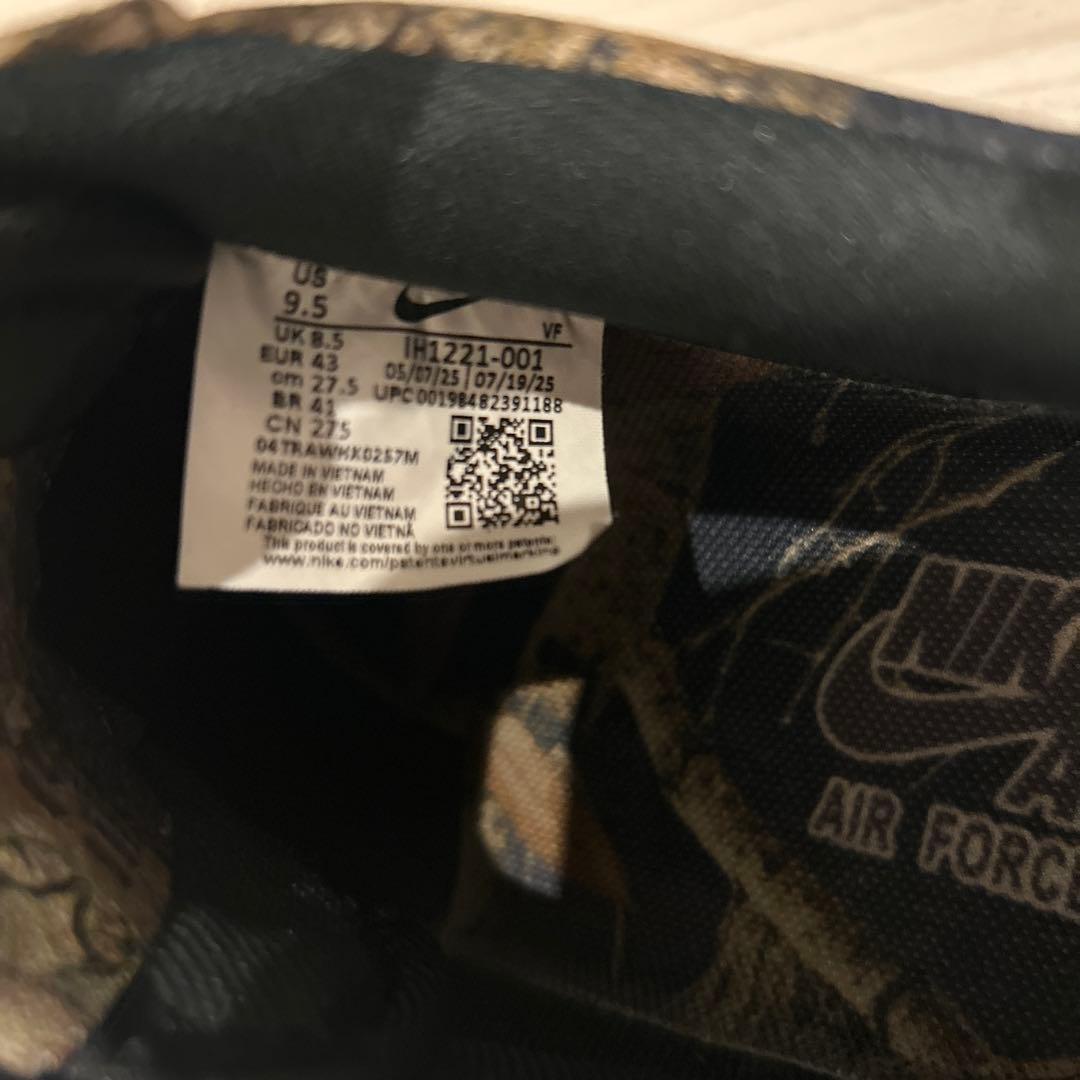 US
9.5
VF
UK 8.5
IH1221-001
EUR 43
05/07/25 | 07/19/25
cm 27.5
UPC 00198482391188
BR 41
CN 275
04TRAWHX0257M
MADE IN VIETNAM
HECHO EN VIETNAM
FABRIQUE AU VIETNAM
FABRICADO NO VIETNÃ
This product is covered by one or more patents.
www.nike.com/patentsvirtualmarking
NIK
AIR FORCE